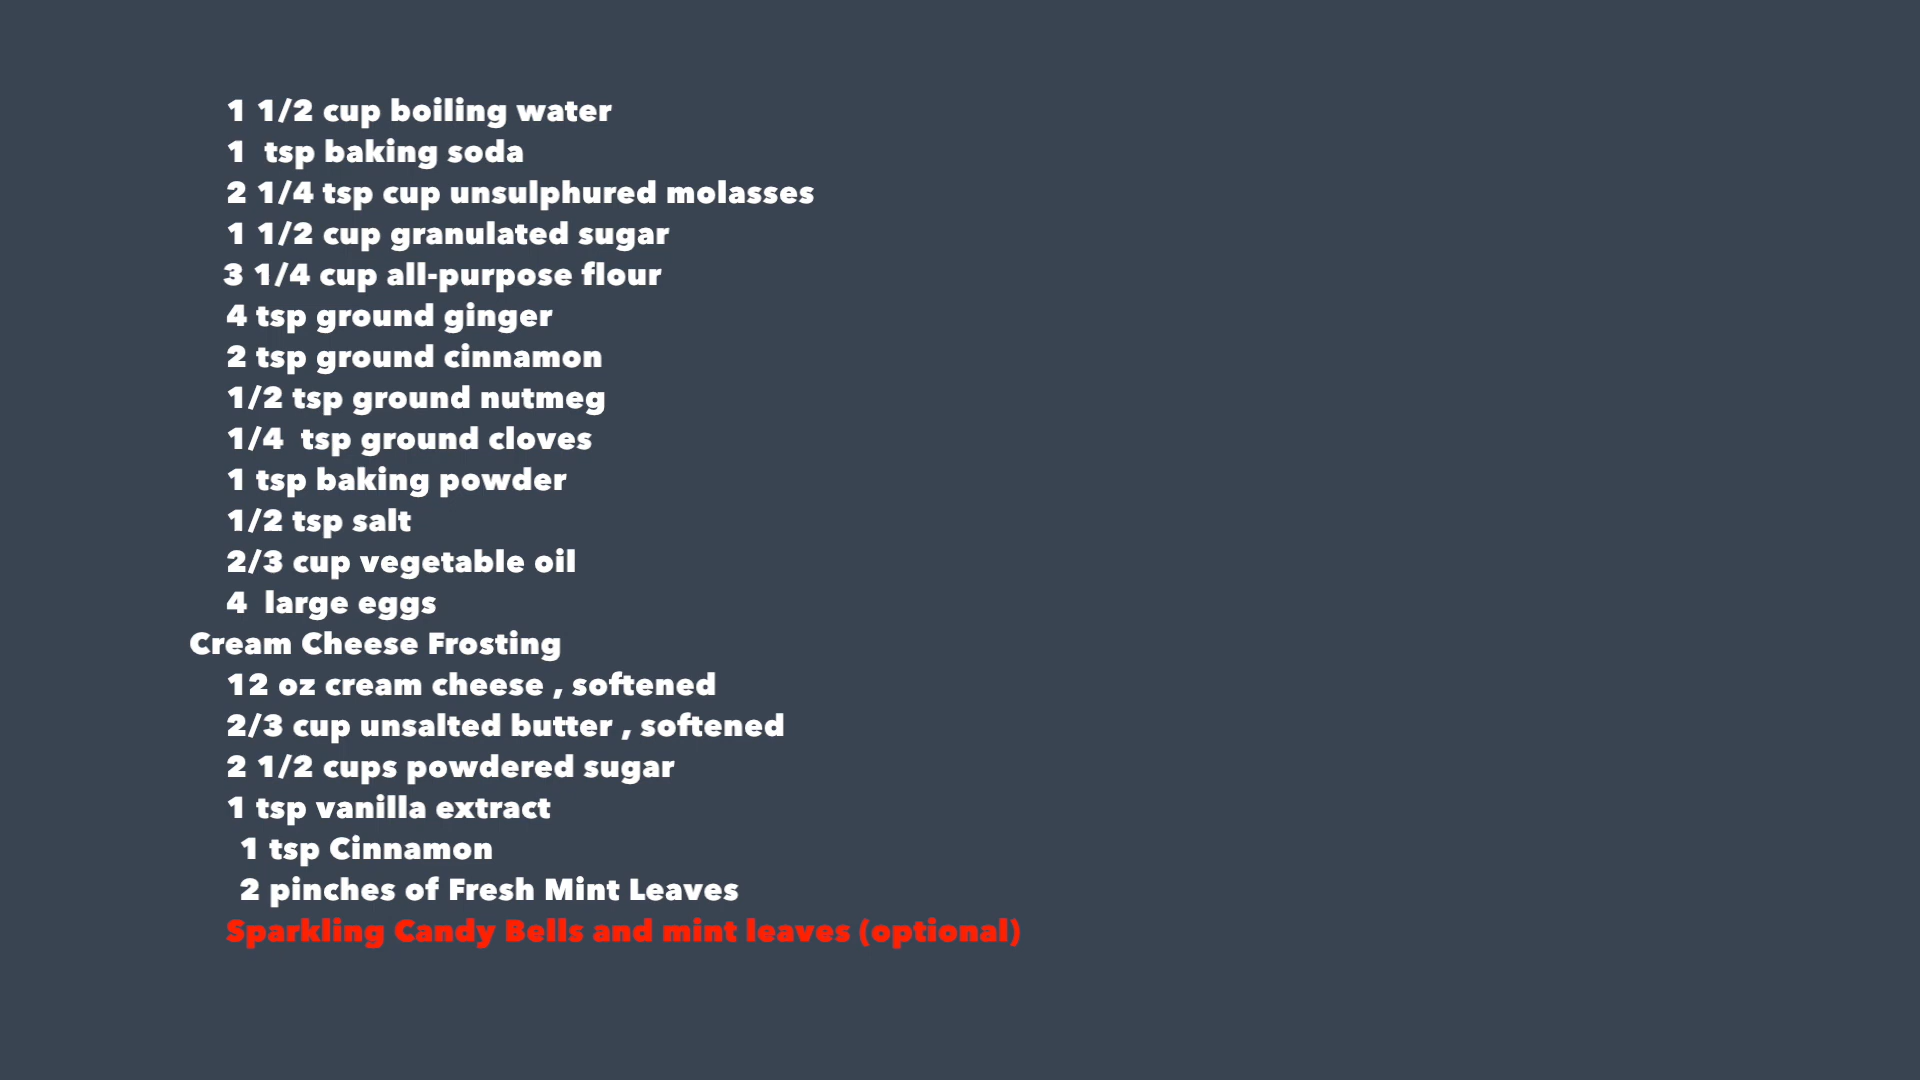 1 1/2 cup boiling water
1 tsp baking soda
2 1/4 tsp cup unsulphured molasses
1 1/2 cup granulated sugar
3 1/4 cup all-purpose flour
4 tsp ground ginger
2 tsp ground cinnamon
1/2 tsp ground nutmeg
1/4 tsp ground cloves
1 tsp baking powder
1/2 tsp salt
2/3 cup vegetable oil
4 large eggs
Cream Cheese Frosting
12 oz cream cheese , softened
2/3 cup unsalted butter , softened
2 1/2 cups powdered sugar
1 tsp vanilla extract
1 tsp Cinnamon
2 pinches of Fresh Mint Leaves
Sparkling Candy Bells and mint leaves (optional)